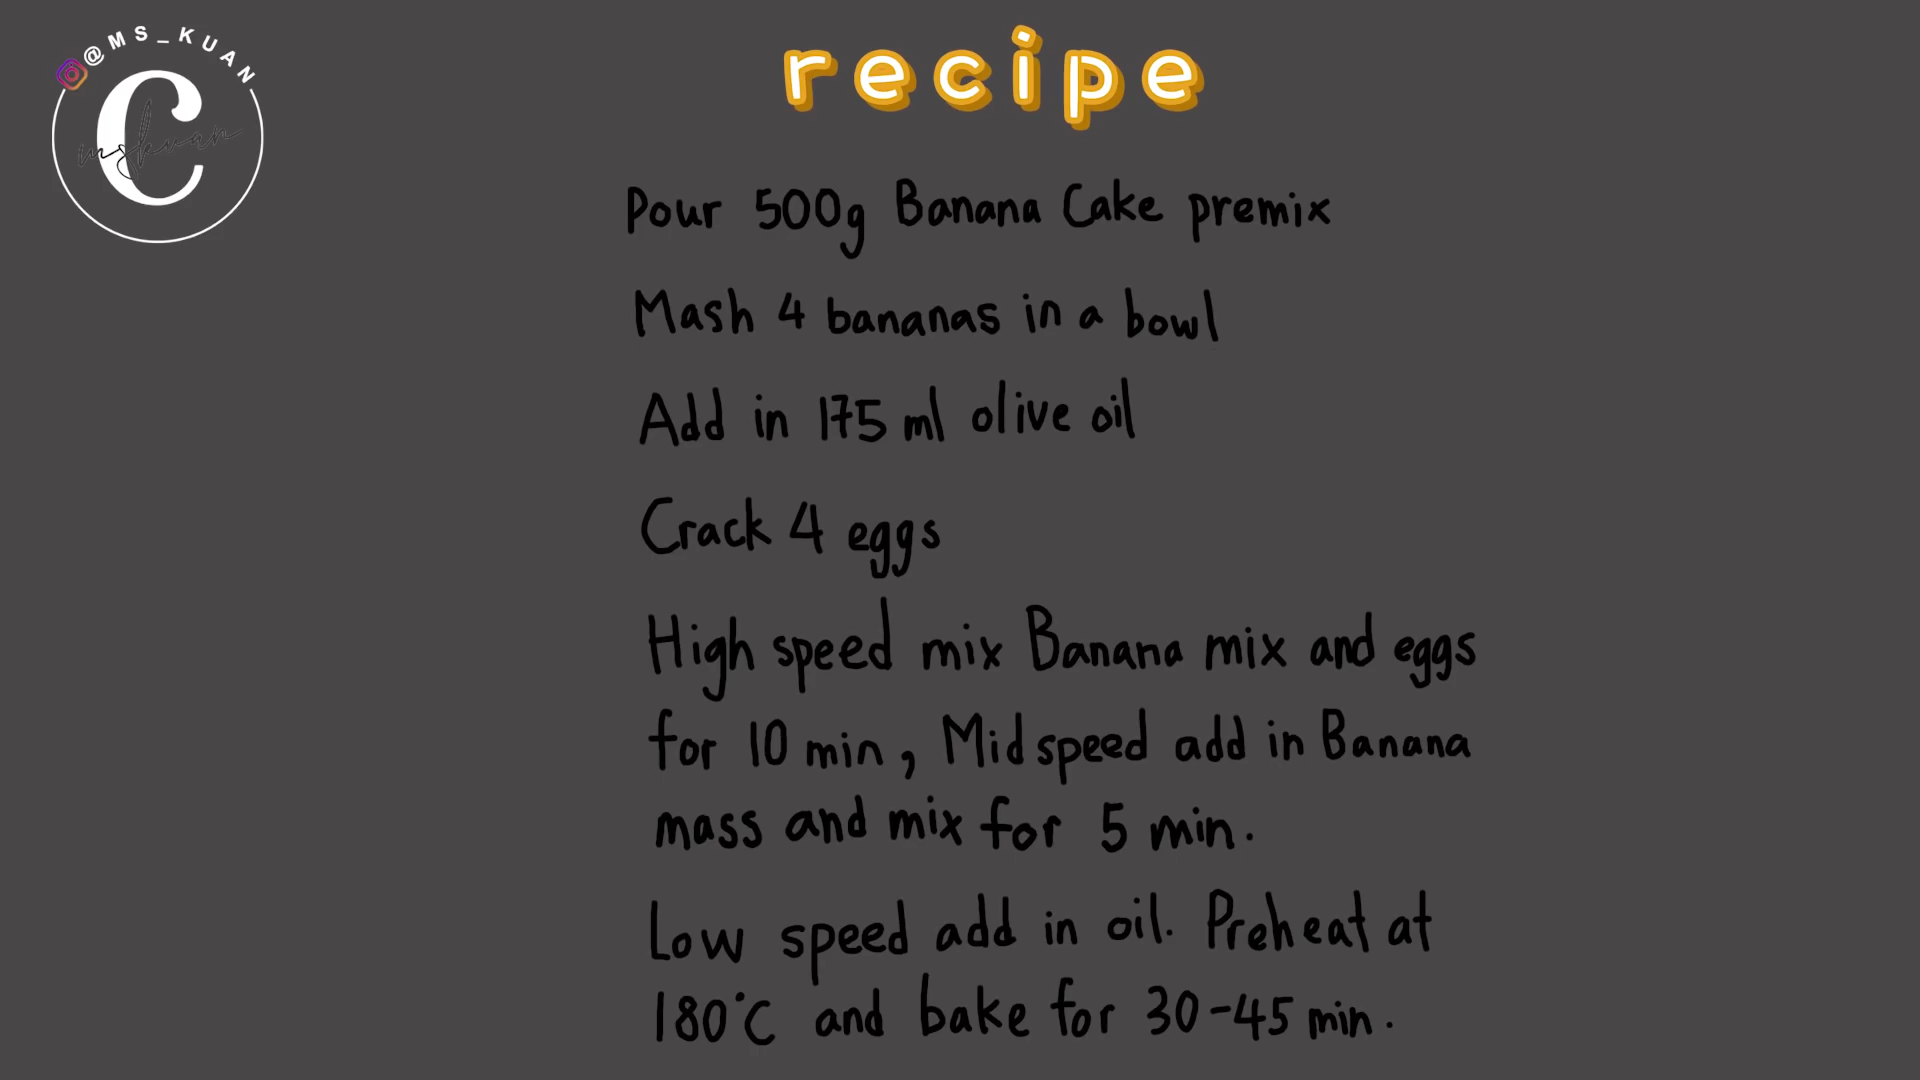 @MS_KUAN
C
mskuan
recipe
Pour 500g Banana Cake premix
Mash 4 bananas in a bowl
Add in 175 ml olive oil
Crack 4 eggs
High speed mix Banana mix and eggs
for 10 min, Mid speed add in Banana
mass and mix for 5 min.
Low speed add in oil. Preheat at
180°C and bake for 30-45 min.